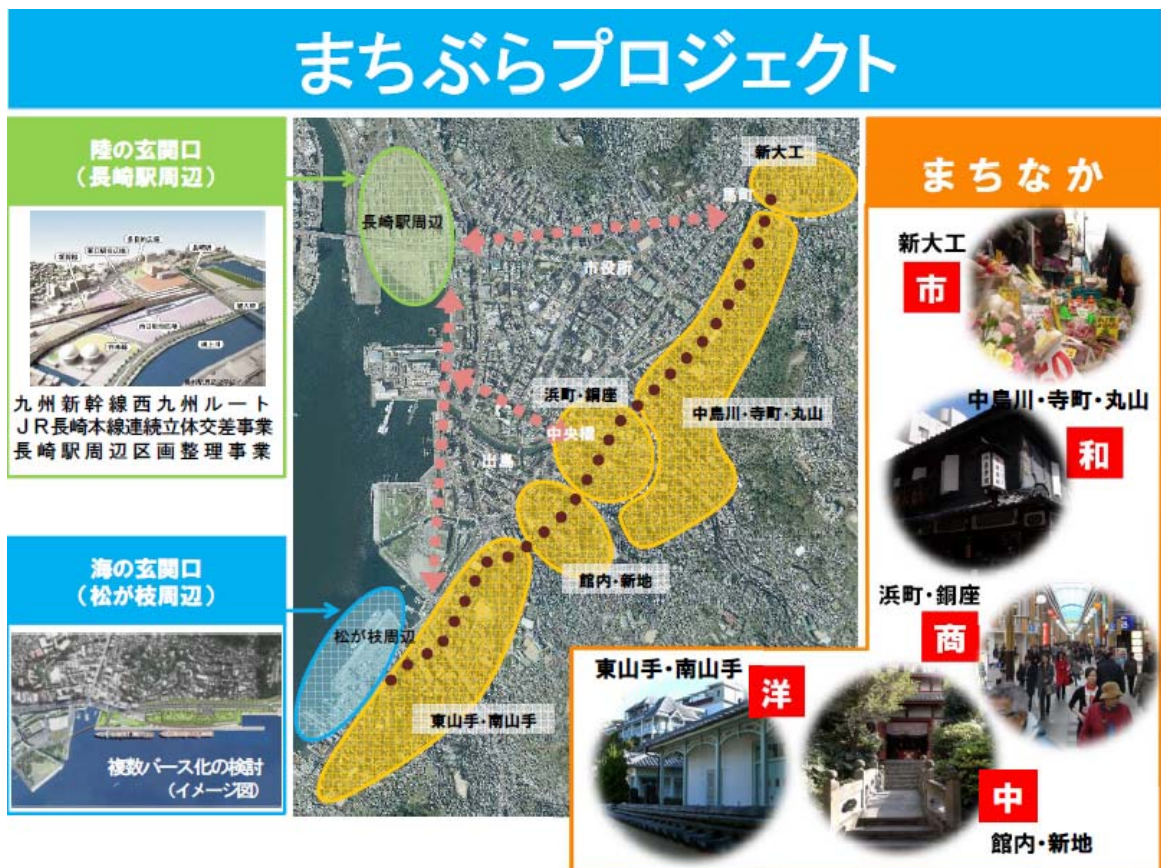 まちぶらプロジェクト
陸の玄関口
(長崎駅周辺)
九州新幹線西九州ルート
JR長崎本線連続立体交差事業
長崎駅周辺区画整理事業
海の玄関口
(松が枝周辺)
複数バース化の検討
(イメージ図)
新大工
馬町
長崎駅周辺
市役所
浜町・銅座
中央橋
中島川・寺町・丸山
出島
館内・新地
松が枝周辺
東山手・南山手
まちなか
新大工
市
中島川・寺町・丸山
和
浜町・銅座
商
東山手・南山手
洋
中
館内・新地